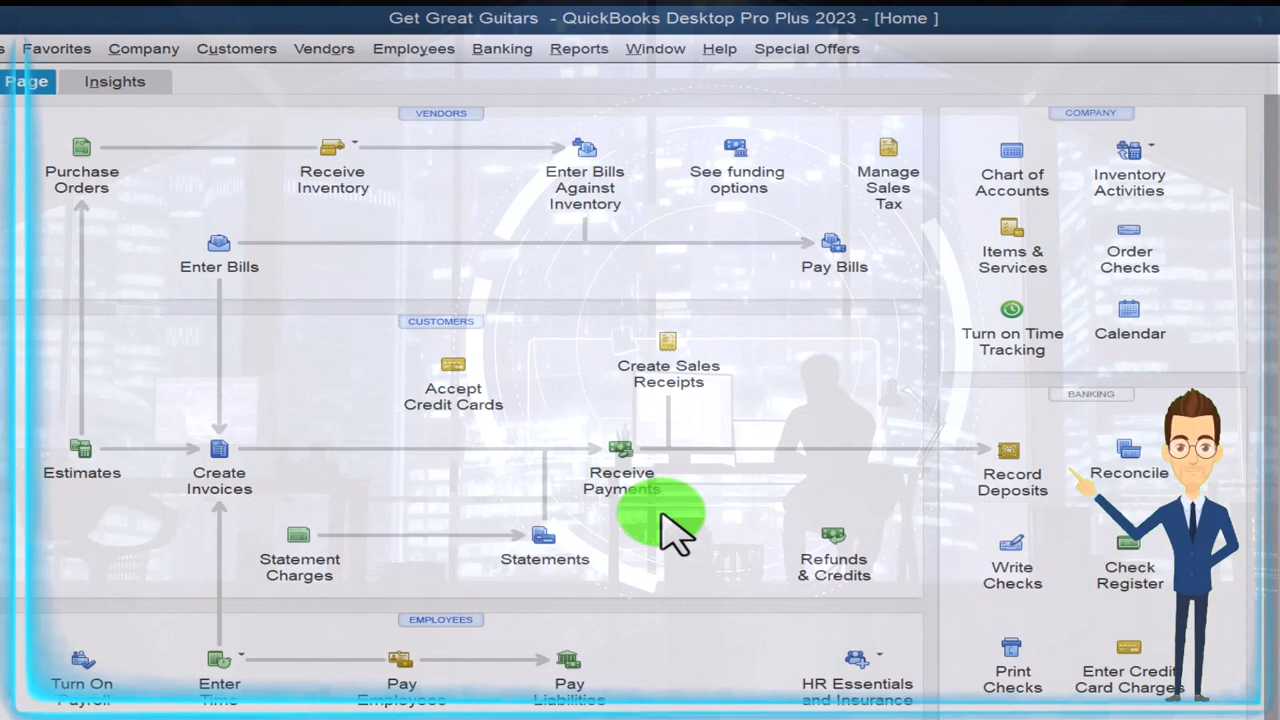 Get Great Guitars - QuickBooks Desktop Pro Plus 2023 - [Home ]
s Favorites Company Customers Vendors Employees Banking Reports Window Help Special Offers
Page Insights
VENDORS
Purchase
Orders
Receive
Inventory
Enter Bills
Against
Inventory
See funding
options
Manage
Sales
Tax
Enter Bills
Pay Bills
CUSTOMERS
Accept
Credit Cards
Create Sales
Receipts
Estimates
Create
Invoices
Receive
Payments
Statement
Charges
Statements
Refunds
& Credits
EMPLOYEES
Turn On
Payroll
Enter
Time
Pay
Employees
Pay
Liabilities
HR Essentials
and Insurance
COMPANY
Chart of
Accounts
Inventory
Activities
Items &
Services
Order
Checks
Turn on Time
Tracking
Calendar
BANKING
Record
Deposits
Reconcile
Write
Checks
Check
Register
Print
Checks
Enter Credit
Card Charges